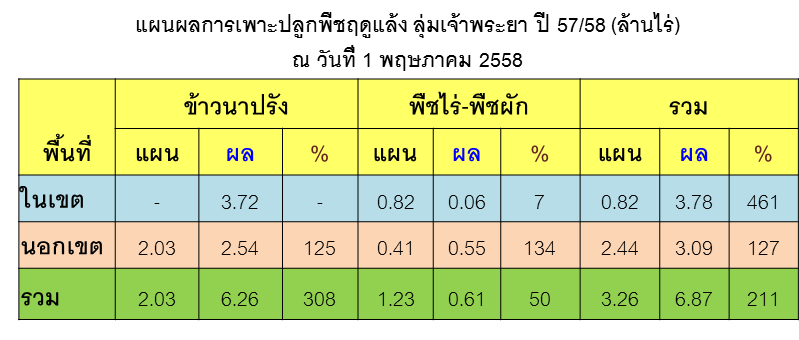 แผนผลการเพาะปลูกพืชฤดูแล้ง ลุ่มเจ้าพระยา ปี 57/58 (ล้านไร่)
ณ วันที่ 1 พฤษภาคม 2558
พื้นที่ ข้าวนาปรัง พืชไร่-พืชผัก รวม
แผน ผล % แผน ผล % แผน ผล %
ในเขต - 3.72 - 0.82 0.06 7 0.82 3.78 461
นอกเขต 2.03 2.54 125 0.41 0.55 134 2.44 3.09 127
รวม 2.03 6.26 308 1.23 0.61 50 3.26 6.87 211